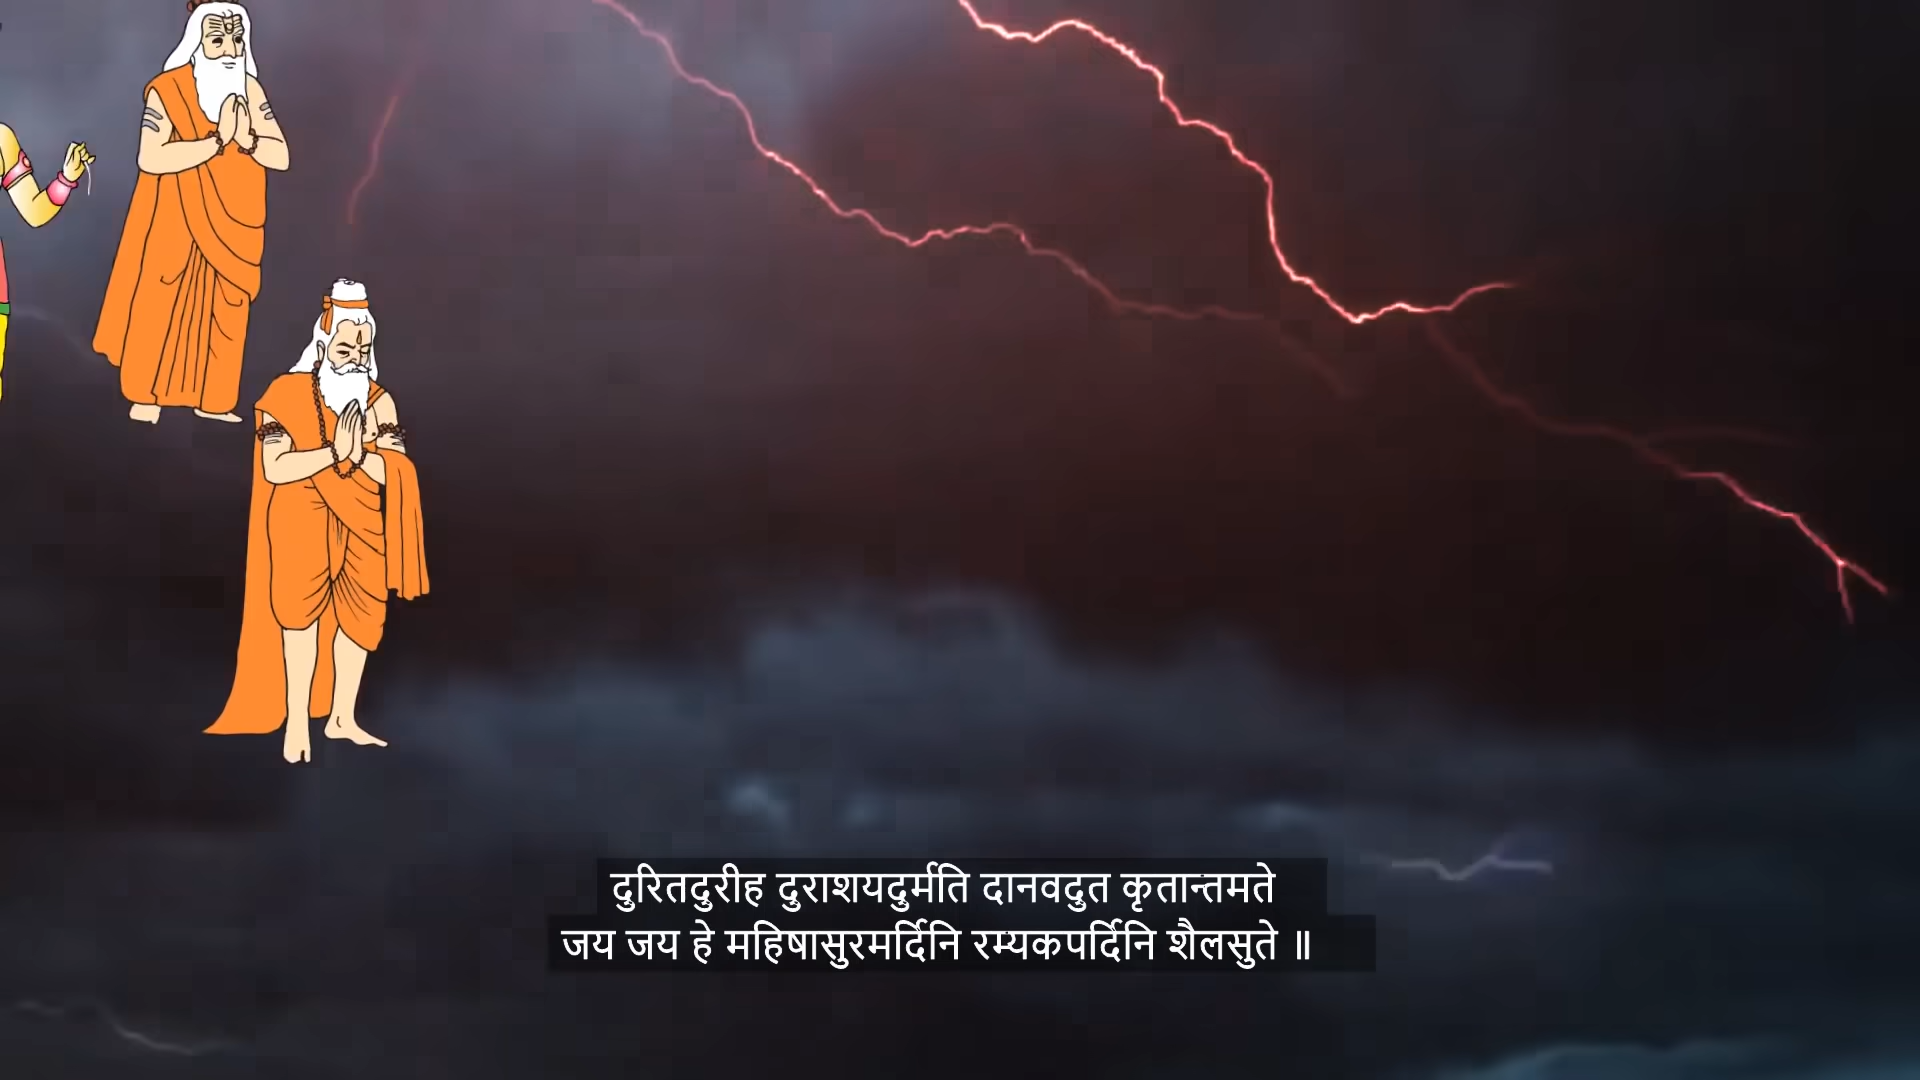 दुरितदुरीह दुराशयदुर्मति दानवदुत कृतान्तमते
जय जय हे महिषासुरमर्दिनि रम्यकपर्दिनि शैलसुते ॥